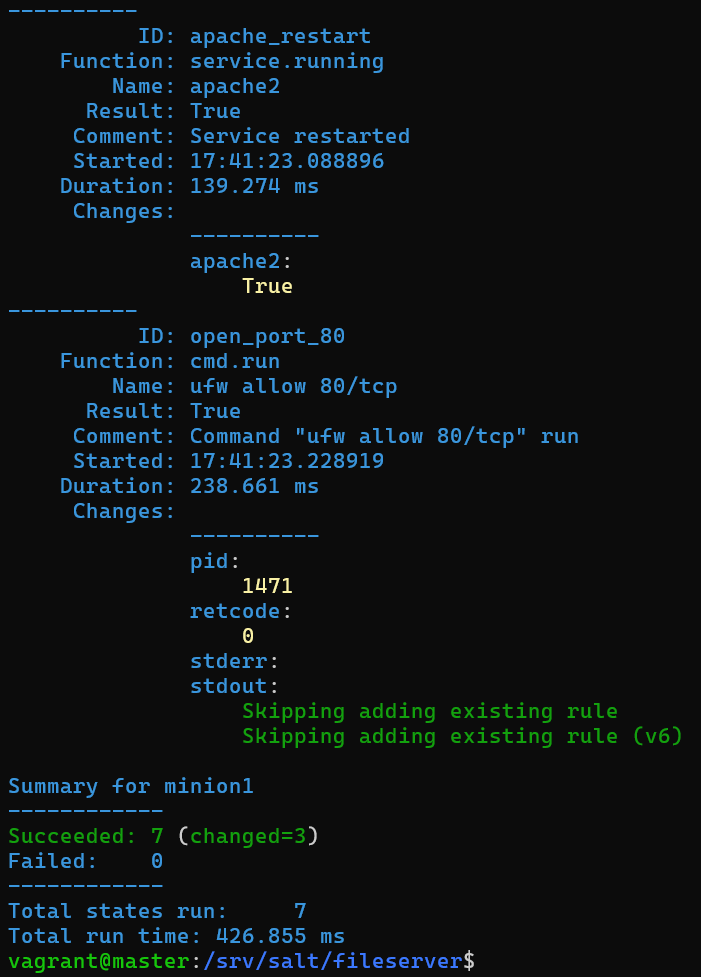 ----------
          ID: apache_restart
    Function: service.running
        Name: apache2
      Result: True
     Comment: Service restarted
     Started: 17:41:23.088896
    Duration: 139.274 ms
     Changes:
              ----------
              apache2:
                  True
----------
          ID: open_port_80
    Function: cmd.run
        Name: ufw allow 80/tcp
      Result: True
     Comment: Command "ufw allow 80/tcp" run
     Started: 17:41:23.228919
    Duration: 238.661 ms
     Changes:
              ----------
              pid:
                  1471
              retcode:
                  0
              stderr:
              stdout:
                  Skipping adding existing rule
                  Skipping adding existing rule (v6)

Summary for minion1
------------
Succeeded: 7 (changed=3)
Failed:    0
------------
Total states run:     7
Total run time: 426.855 ms
vagrant@master:/srv/salt/fileserver$